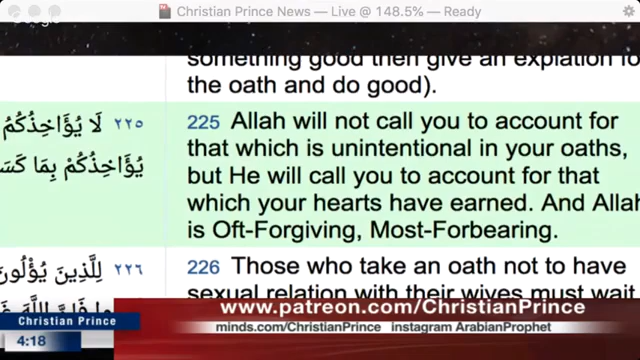 Christian Prince News — Live @ 148.5% — Ready
something good then give an expiation fo
the oath and do good).
٢٢٥ لَا يُؤَاخِذُكُمُ
يُؤَاخِذُكُمْ بِمَا كَسَ
225 Allah will not call you to account for
that which is unintentional in your oaths,
but He will call you to account for that
which your hearts have earned. And Allah
is Oft-Forgiving, Most-Forbearing.
٢٢٦ لِلَّذِينَ يُؤْلُونَ
226 Those who take an oath not to have
sexual relation with their wives must wait
www.patreon.com/ChristianPrince
Christian Prince
minds.com/ChristianPrince instagram ArabianProphet
4:18